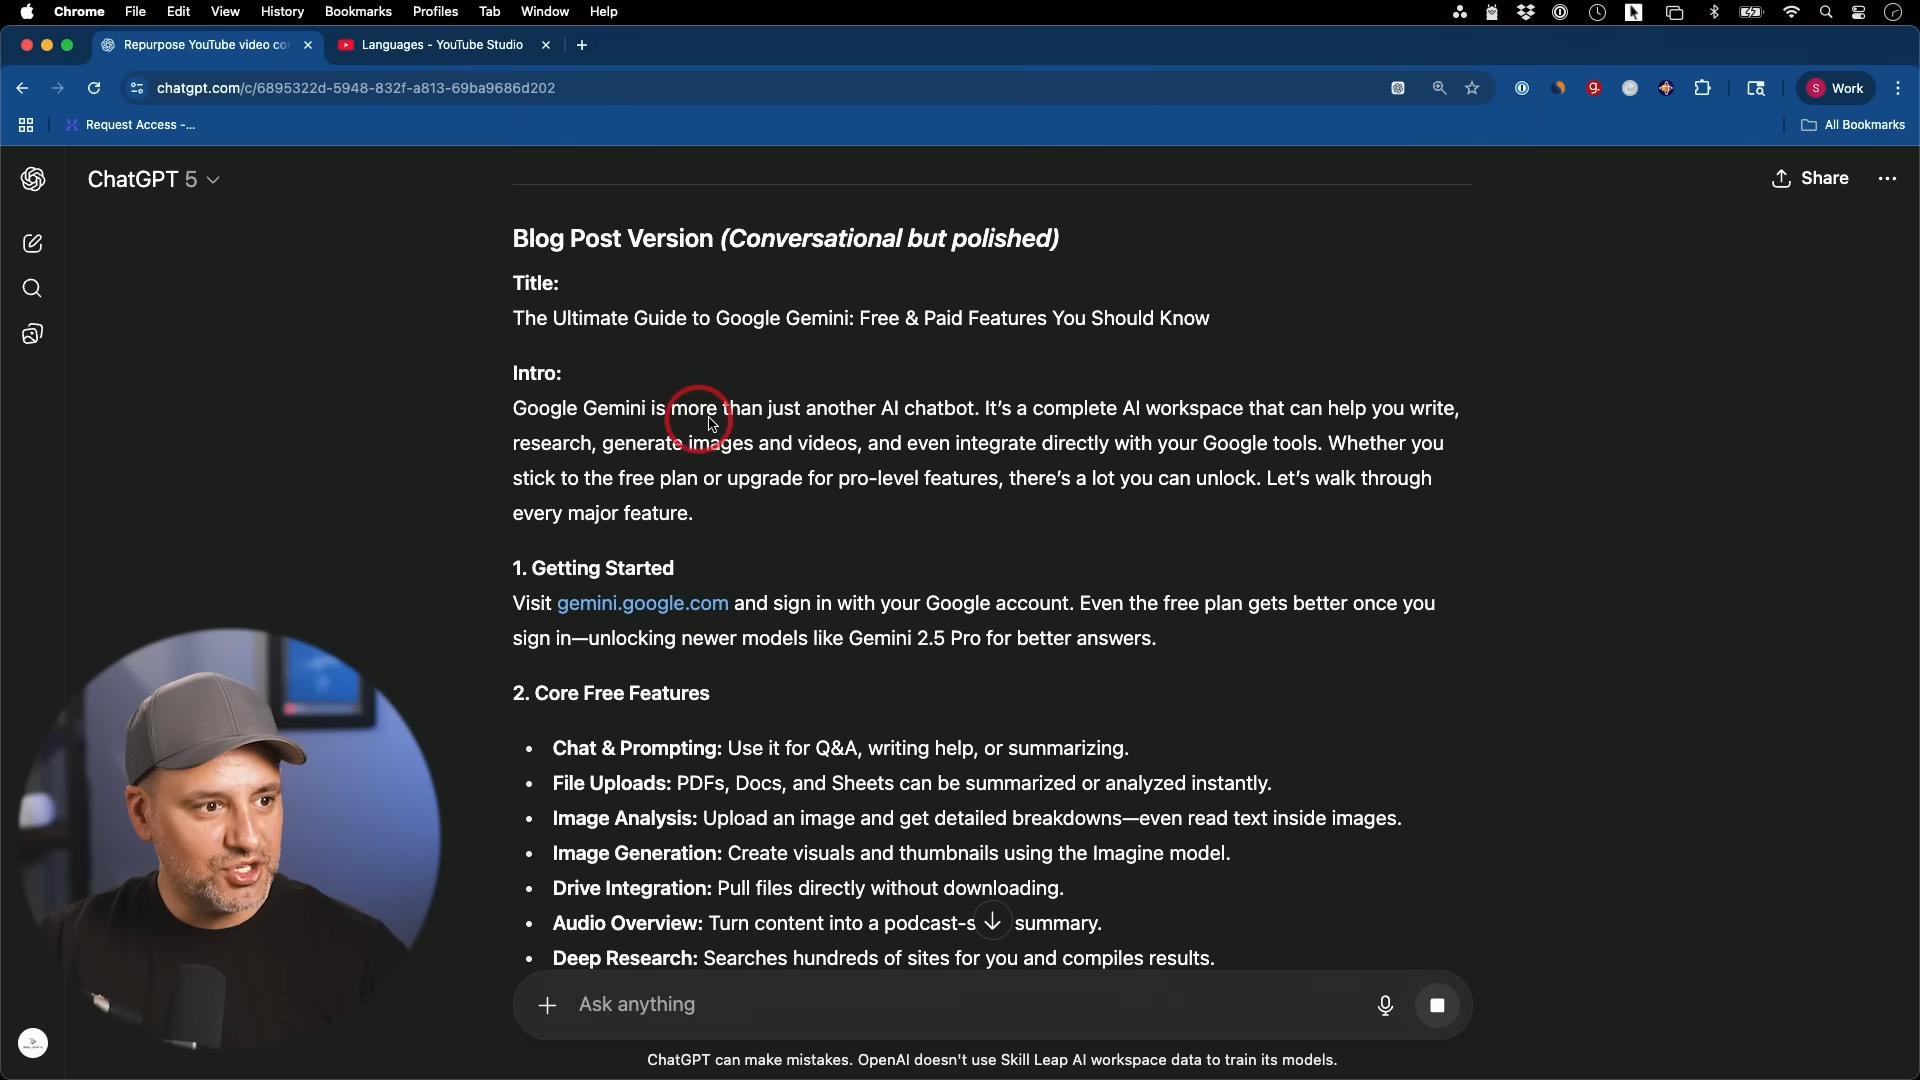 Chrome File Edit View History Bookmarks Profiles Tab Window Help
Repurpose YouTube video co
Languages - YouTube Studio
chatgpt.com/c/6895322d-5948-832f-a813-69ba9686d202
g.
S Work
Request Access -...
All Bookmarks
ChatGPT 5
Share
Blog Post Version (Conversational but polished)
Title:
The Ultimate Guide to Google Gemini: Free & Paid Features You Should Know
Intro:
Google Gemini is more than just another AI chatbot. It’s a complete AI workspace that can help you write,
research, generate images and videos, and even integrate directly with your Google tools. Whether you
stick to the free plan or upgrade for pro-level features, there’s a lot you can unlock. Let’s walk through
every major feature.
1. Getting Started
Visit gemini.google.com and sign in with your Google account. Even the free plan gets better once you
sign in—unlocking newer models like Gemini 2.5 Pro for better answers.
2. Core Free Features
• Chat & Prompting: Use it for Q&A, writing help, or summarizing.
• File Uploads: PDFs, Docs, and Sheets can be summarized or analyzed instantly.
• Image Analysis: Upload an image and get detailed breakdowns—even read text inside images.
• Image Generation: Create visuals and thumbnails using the Imagine model.
• Drive Integration: Pull files directly without downloading.
• Audio Overview: Turn content into a podcast-s summary.
• Deep Research: Searches hundreds of sites for you and compiles results.
Ask anything
ChatGPT can make mistakes. OpenAI doesn't use Skill Leap AI workspace data to train its models.